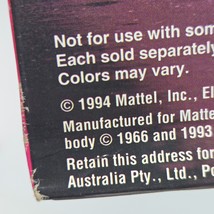 Not for use with som
Each sold separately
Colors may vary.
© 1994 Mattel, Inc., El
Manufactured for Matte
body © 1966 and 1993
Retain this address for
Australia Pty., Ltd., Po